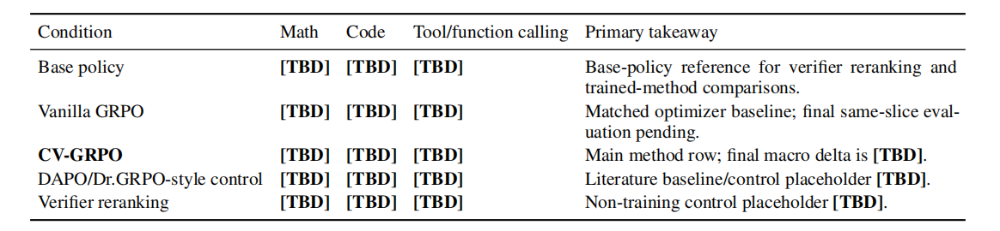 Condition Math Code Tool/function calling Primary takeaway
Base policy [TBD] [TBD] [TBD] Base-policy reference for verifier reranking and
trained-method comparisons.
Vanilla GRPO [TBD] [TBD] [TBD] Matched optimizer baseline; final same-slice eval-
uation pending.
CV-GRPO [TBD] [TBD] [TBD] Main method row; final macro delta is [TBD].
DAPO/Dr.GRPO-style control [TBD] [TBD] [TBD] Literature baseline/control placeholder [TBD].
Verifier reranking [TBD] [TBD] [TBD] Non-training control placeholder [TBD].